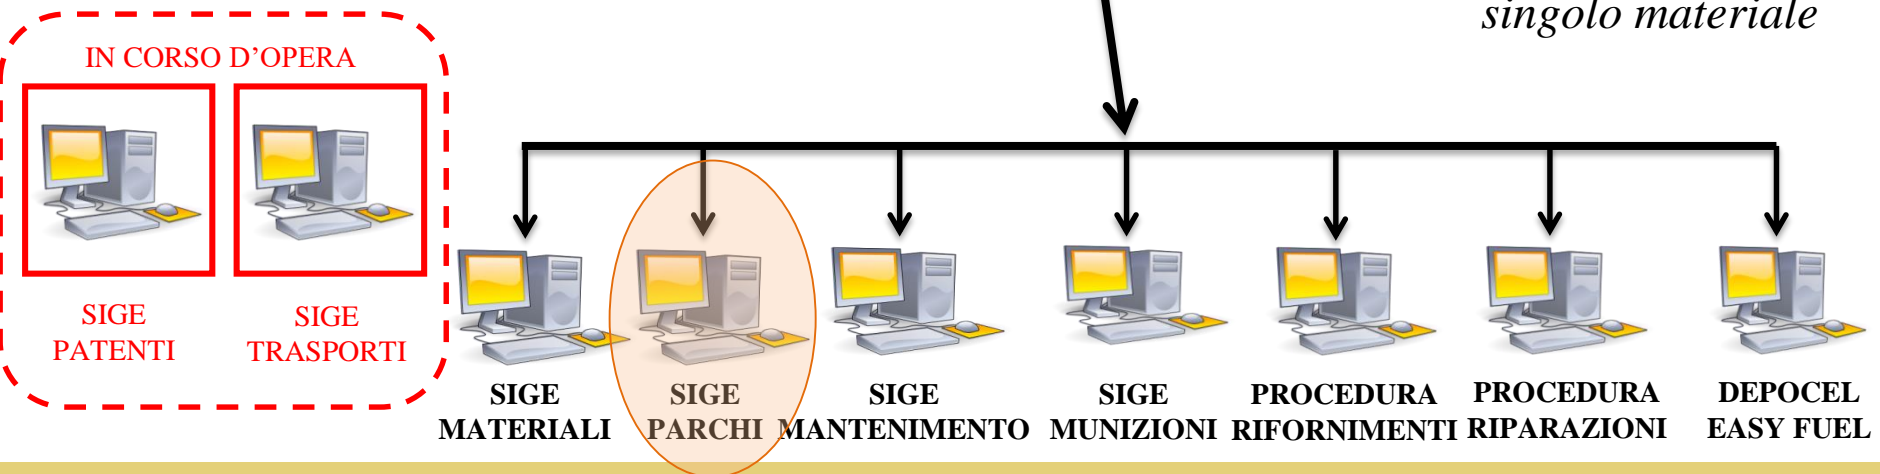 singolo materiale
IN CORSO D’OPERA
SIGE
PATENTI
SIGE
TRASPORTI
SIGE
MATERIALI
SIGE
PARCHI
SIGE
MANTENIMENTO
SIGE
MUNIZIONI
PROCEDURA
RIFORNIMENTI
PROCEDURA
RIPARAZIONI
DEPOCEL
EASY FUEL